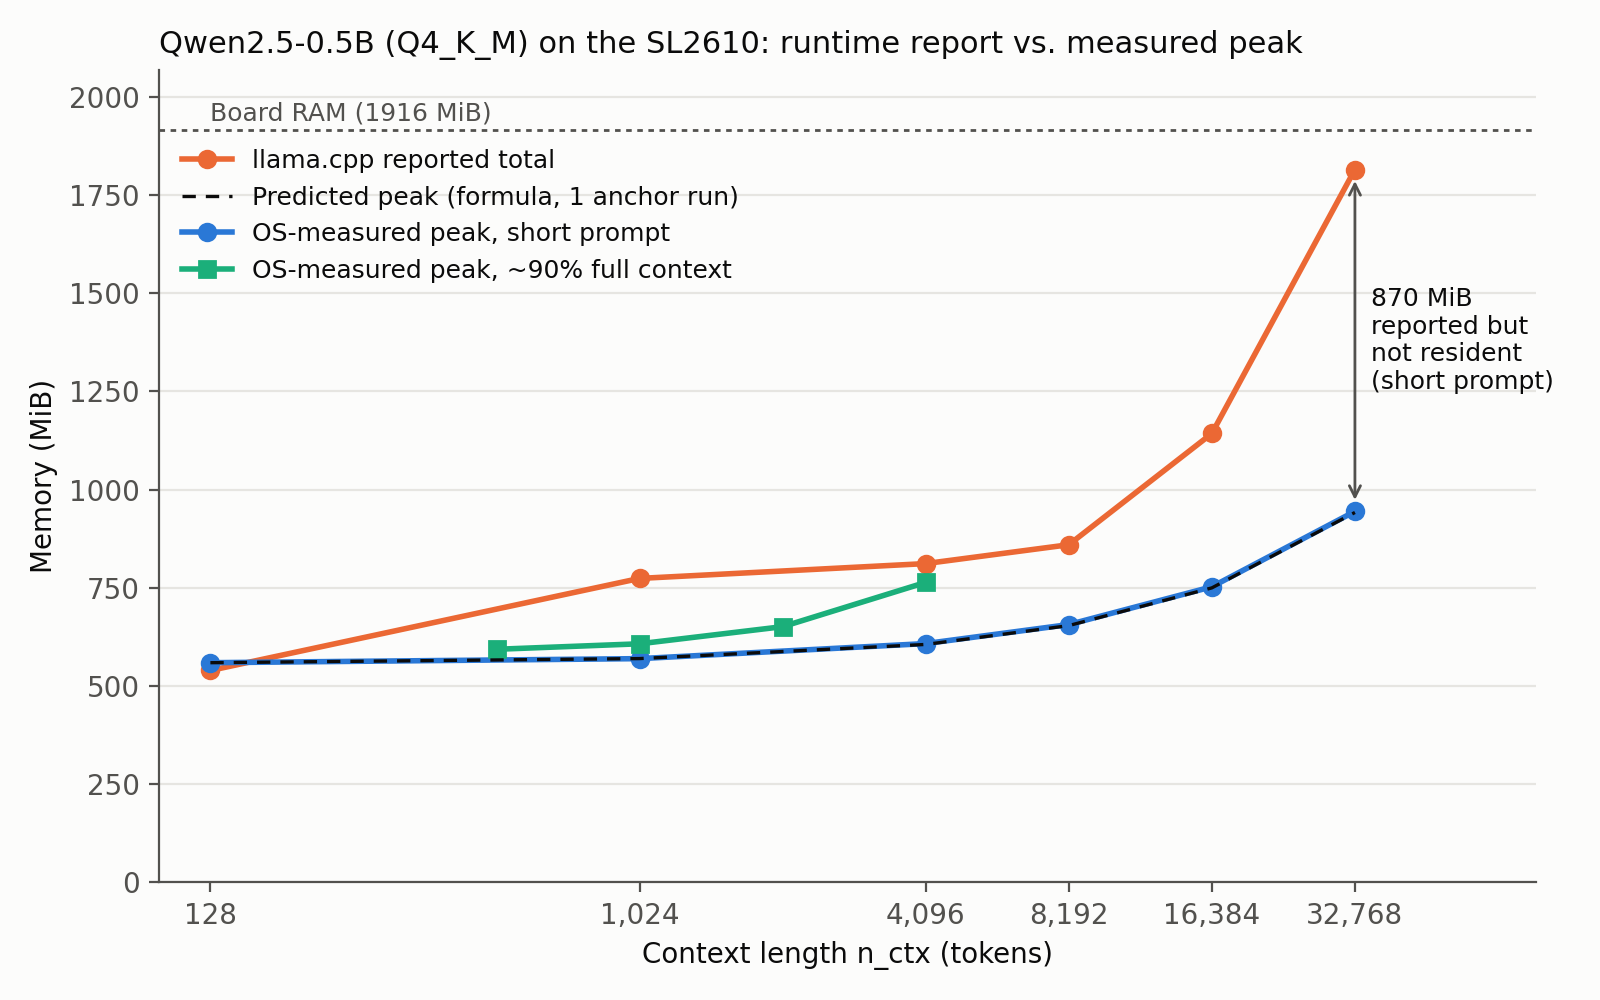 Qwen2.5-0.5B (Q4_K_M) on the SL2610: runtime report vs. measured peak
2000
Board RAM (1916 MiB)
llama.cpp reported total
1750
Predicted peak (formula, 1 anchor run)
OS-measured peak, short prompt
OS-measured peak, ~90% full context
1500
870 MiB
reported but
not resident
(short prompt)
1250
1000
750
500
250
0
Memory (MiB)
128
1,024
4,096
8,192
16,384
32,768
Context length n_ctx (tokens)